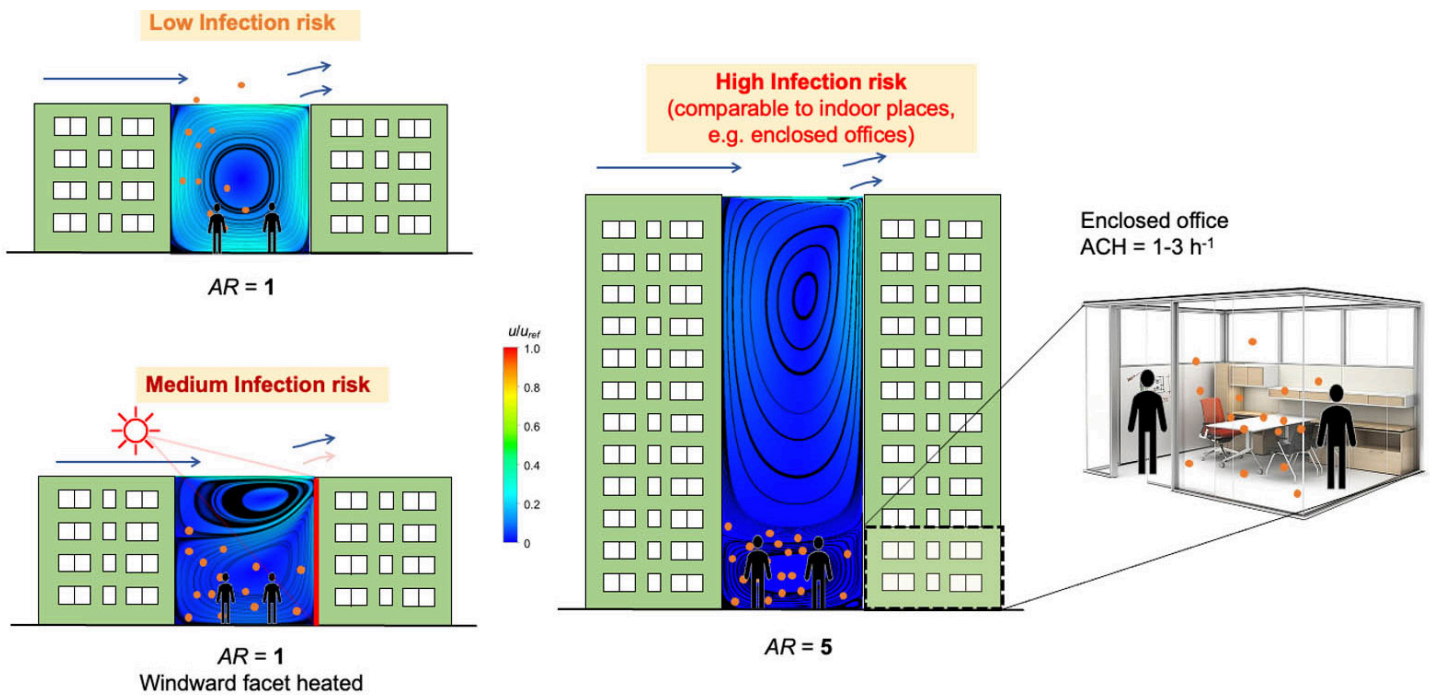 Low Infection risk
AR = 1
Medium Infection risk
AR = 1
Windward facet heated
u/uref
1.0
0.8
0.6
0.4
0.2
0
High Infection risk
(comparable to indoor places,
e.g. enclosed offices)
AR = 5
Enclosed office
ACH = 1-3 h-1